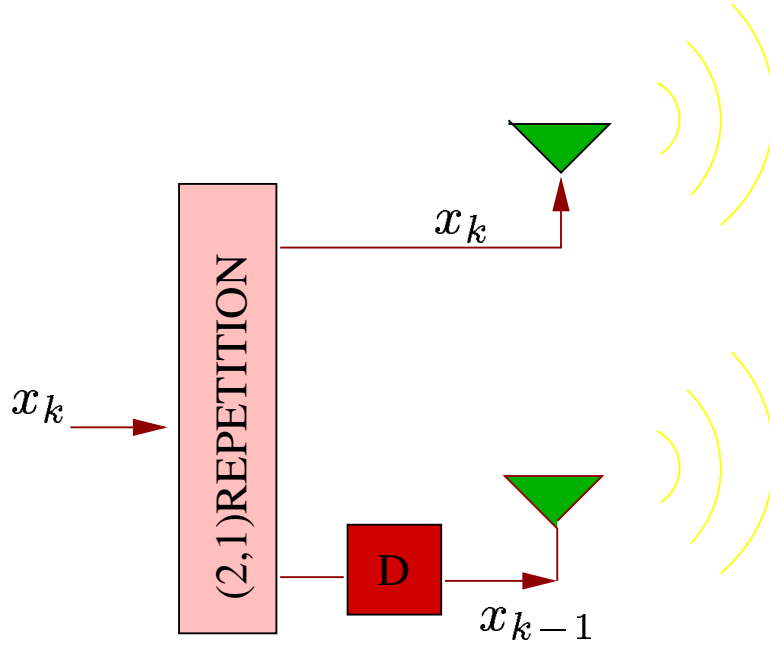 x_k
(2,1)REPETITION
x_k
D
x_{k-1}